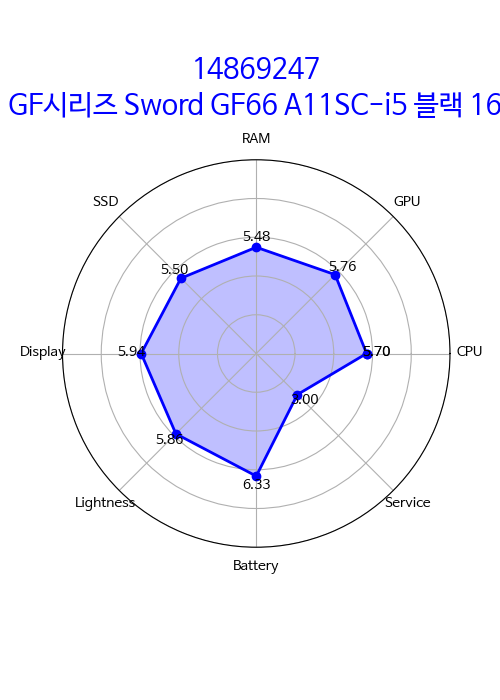 14869247
GF시리즈 Sword GF66 A11SC-i5 블랙 16
RAM
SSD
GPU
5.48
5.50
5.76
Display
5.94
5.70
CPU
5.86
Lightness
6.33
Service
Battery